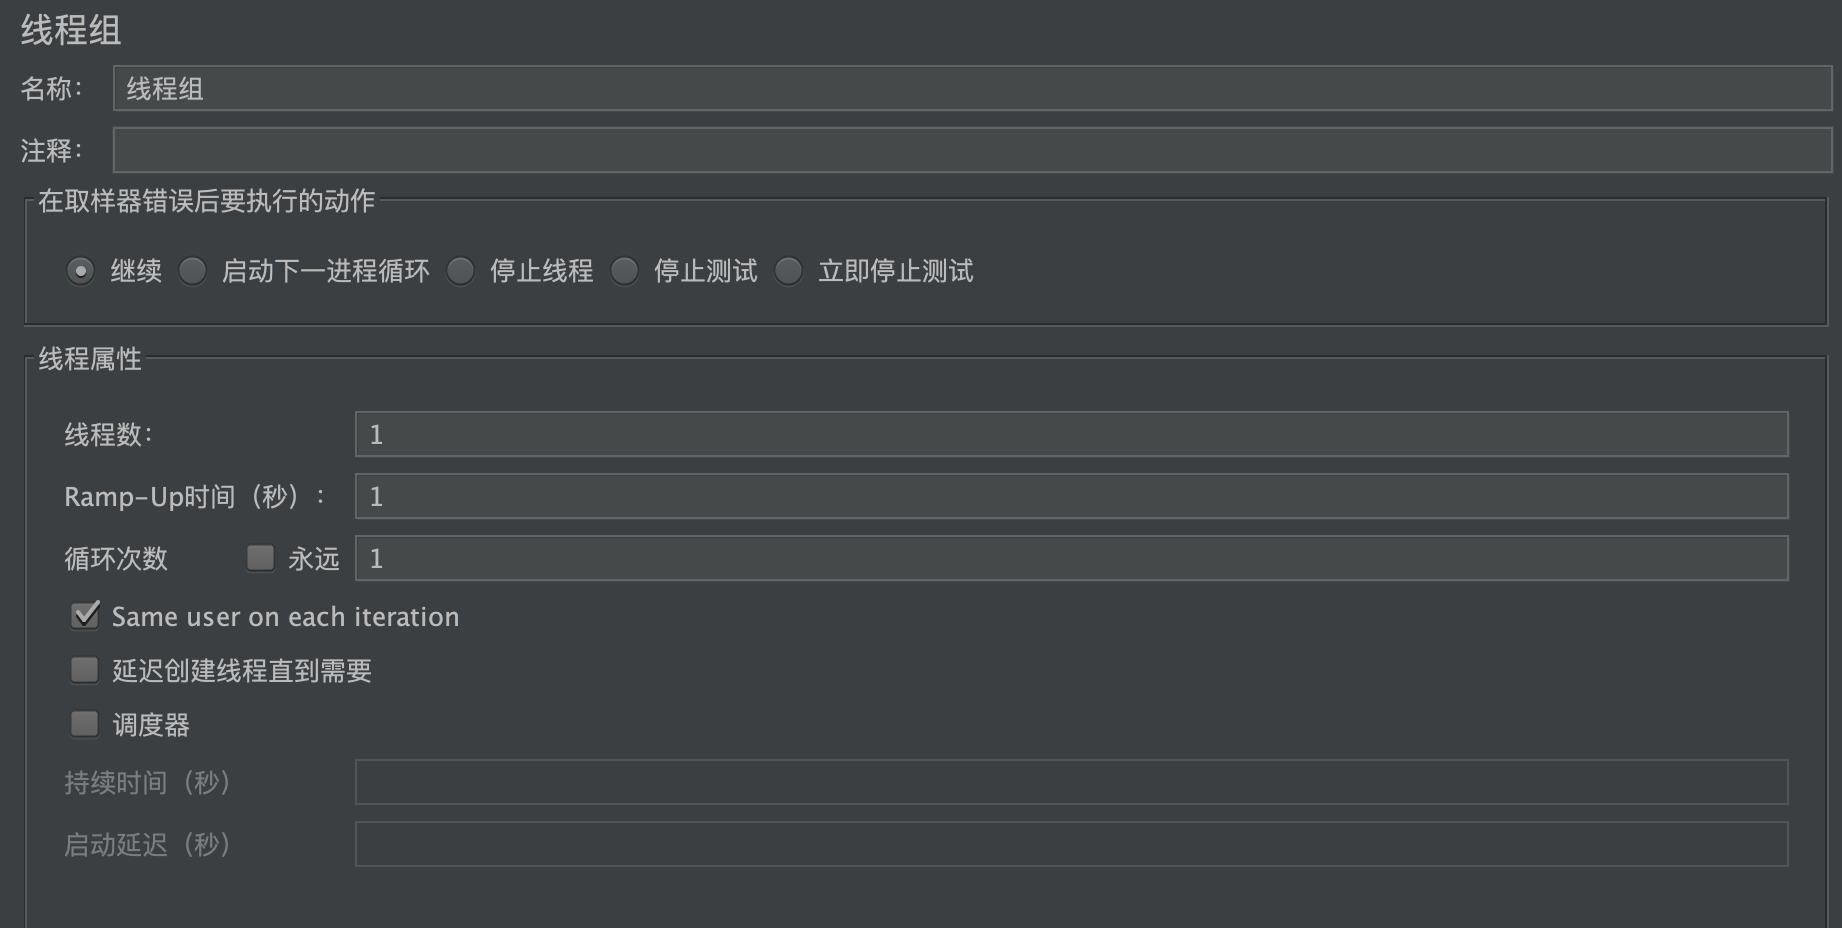 线程组
名称： 线程组
注释：
在取样器错误后要执行的动作
继续 启动下一进程循环 停止线程 停止测试 立即停止测试
线程属性
线程数： 1
Ramp-Up时间（秒）： 1
循环次数 永远 1
Same user on each iteration
延迟创建线程直到需要
调度器
持续时间（秒）
启动延迟（秒）